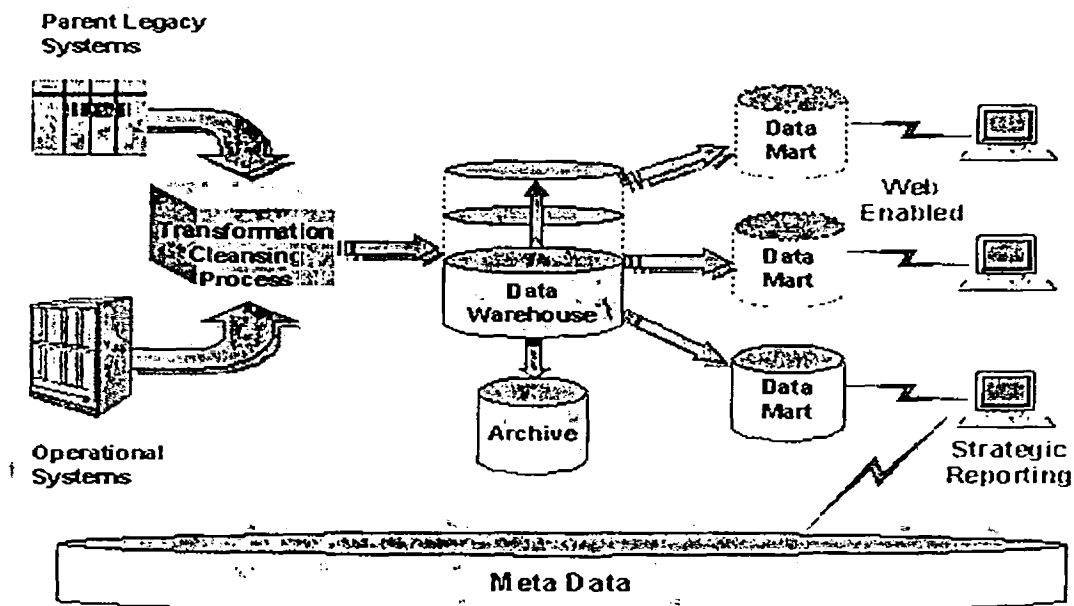 Parent Legacy
Systems
Transformation
Cleansing
Process
Operational
Systems
Data
Warehouse
Archive
Data
Mart
Data
Mart
Data
Mart
Web
Enabled
Strategic
Reporting
Meta Data